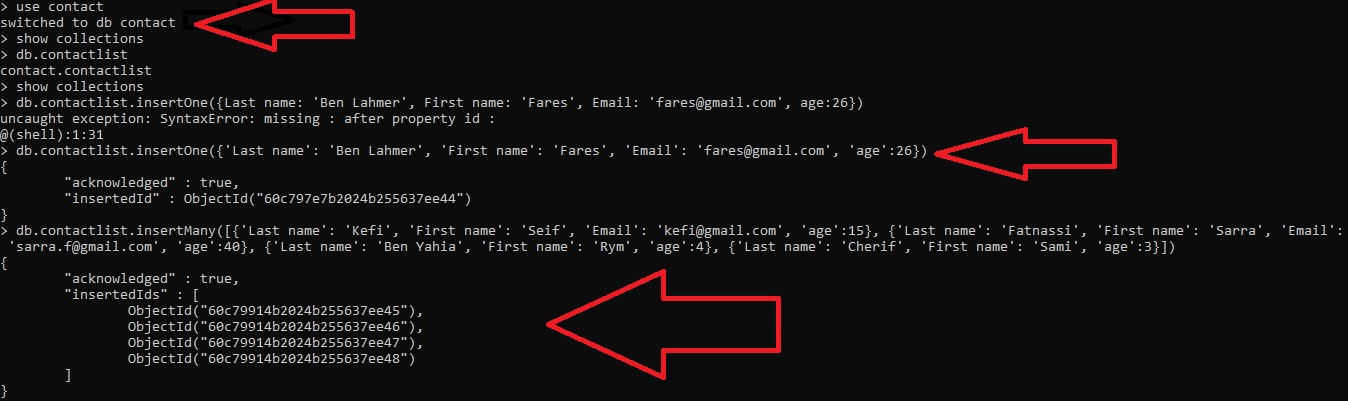 > use contact
switched to db contact
> show collections
> db.contactlist
contact.contactlist
> show collections
> db.contactlist.insertOne({Last name: 'Ben Lahmer', First name: 'Fares', Email: 'fares@gmail.com', age:26})
uncaught exception: SyntaxError: missing : after property id :
@(shell):1:31
> db.contactlist.insertOne({'Last name': 'Ben Lahmer', 'First name': 'Fares', 'Email': 'fares@gmail.com', 'age':26})
{
        "acknowledged" : true,
        "insertedId" : ObjectId("60c797e7b2024b255637ee44")
}
> db.contactlist.insertMany([{'Last name': 'Kefi', 'First name': 'Seif', 'Email': 'kefi@gmail.com', 'age':15}, {'Last name': 'Fatnassi', 'First name': 'Sarra', 'Email':
 'sarra.f@gmail.com', 'age':40}, {'Last name': 'Ben Yahia', 'First name': 'Rym', 'age':4}, {'Last name': 'Cherif', 'First name': 'Sami', 'age':3}])
{
        "acknowledged" : true,
        "insertedIds" : [
                ObjectId("60c79914b2024b255637ee45"),
                ObjectId("60c79914b2024b255637ee46"),
                ObjectId("60c79914b2024b255637ee47"),
                ObjectId("60c79914b2024b255637ee48")
        ]
}